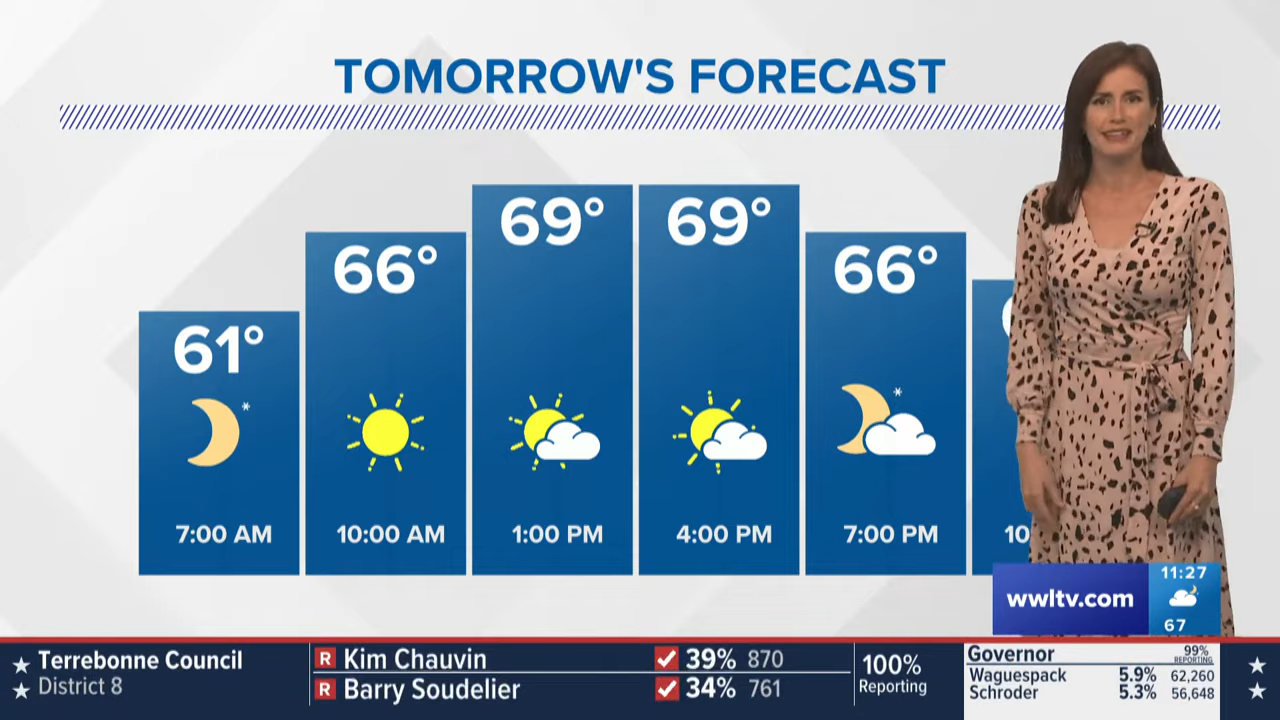 TOMORROW'S FORECAST
61°
66°
69°
69°
66°
7:00 AM
10:00 AM
1:00 PM
4:00 PM
7:00 PM
10
wwltv.com
11:27
67
Terrebonne Council
District 8
R Kim Chauvin 39% 870
R Barry Soudelier 34% 761
100%
Reporting
Governor 99%
REPORTING
Waguespack 5.9% 62,260
Schroder 5.3% 56,648